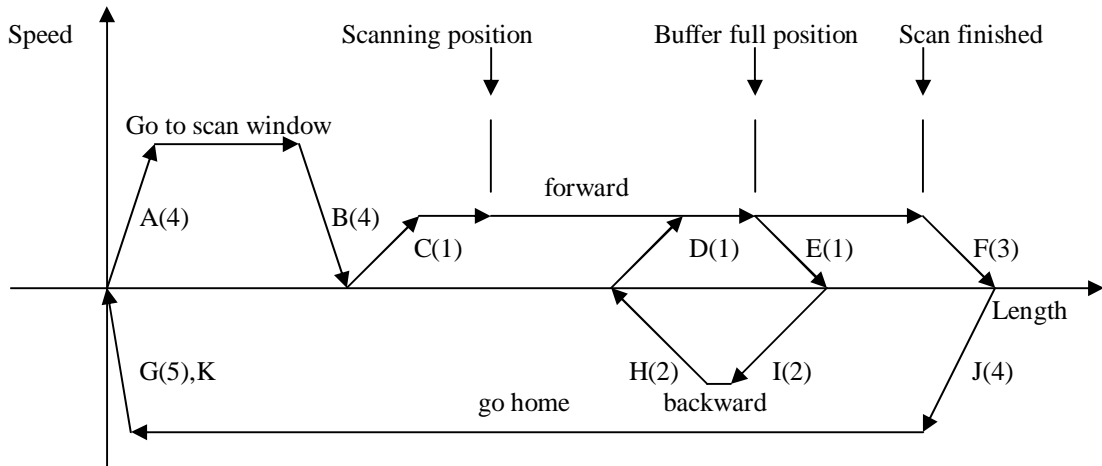 Speed
Scanning position
Buffer full position
Scan finished
Go to scan window
forward
A(4)
B(4)
C(1)
D(1)
E(1)
F(3)
Length
G(5),K
H(2)
I(2)
J(4)
go home
backward